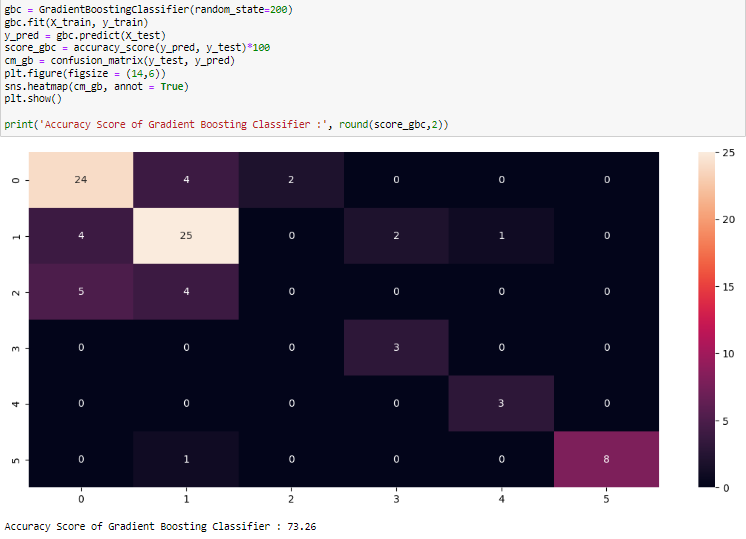 gbc = GradientBoostingClassifier(random_state=200)
gbc.fit(X_train, y_train)
y_pred = gbc.predict(X_test)
score_gbc = accuracy_score(y_pred, y_test)*100
cm_gb = confusion_matrix(y_test, y_pred)
plt.figure(figsize = (14,6))
sns.heatmap(cm_gb, annot = True)
plt.show()
print('Accuracy Score of Gradient Boosting Classifier :', round(score_gbc,2))
0 24 4 2 0 0 0
1 4 25 0 2 1 0
2 5 4 0 0 0 0
3 0 0 0 3 0 0
4 0 0 0 0 3 0
5 0 1 0 0 0 8
0 1 2 3 4 5
25
20
15
10
5
0
Accuracy Score of Gradient Boosting Classifier : 73.26